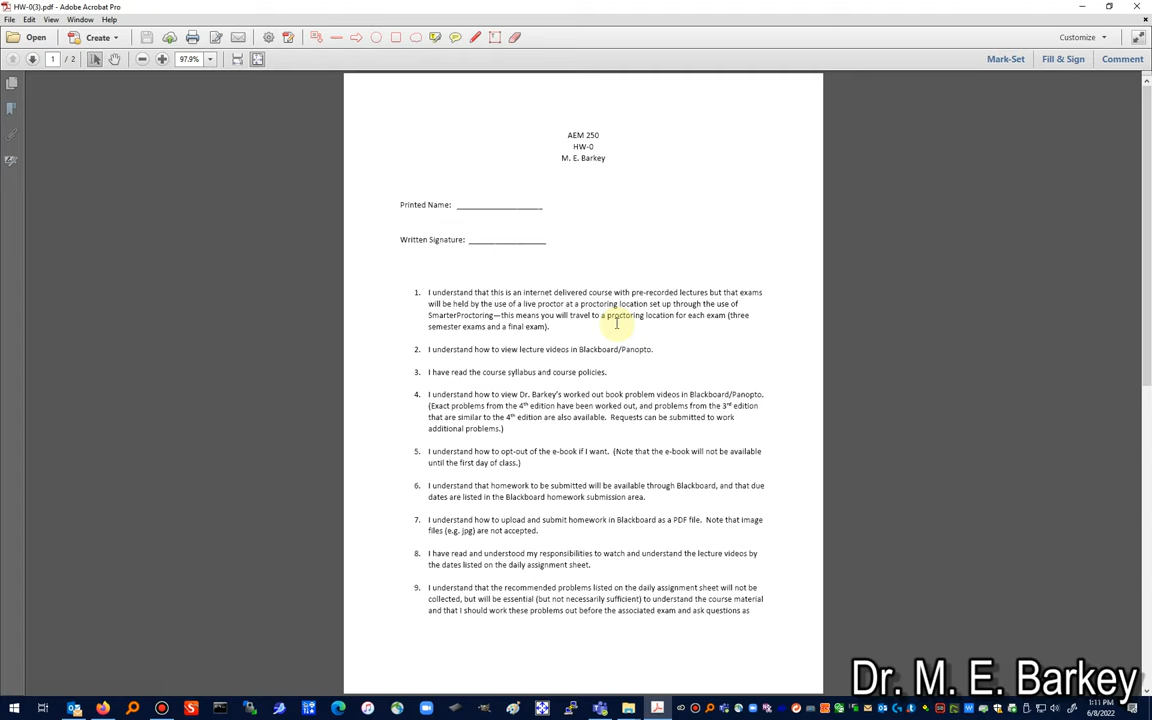 HW-0(3).pdf - Adobe Acrobat Pro
File Edit View Window Help
Open Create Customize
1 / 2 97.9% Mark-Set Fill & Sign Comment
AEM 250
HW-0
M. E. Barkey
Printed Name: ____________________
Written Signature: __________________
1. I understand that this is an internet delivered course with pre-recorded lectures but that exams
will be held by the use of a live proctor at a proctoring location set up through the use of
SmarterProctoring—this means you will travel to a proctoring location for each exam (three
semester exams and a final exam).
2. I understand how to view lecture videos in Blackboard/Panopto.
3. I have read the course syllabus and course policies.
4. I understand how to view Dr. Barkey's worked out book problem videos in Blackboard/Panopto.
(Exact problems from the 4th edition have been worked out, and problems from the 3rd edition
that are similar to the 4th edition are also available. Requests can be submitted to work
additional problems.)
5. I understand how to opt-out of the e-book if I want. (Note that the e-book will not be available
until the first day of class.)
6. I understand that homework to be submitted will be available through Blackboard, and that due
dates are listed in the Blackboard homework submission area.
7. I understand how to upload and submit homework in Blackboard as a PDF file. Note that image
files (e.g. jpg) are not accepted.
8. I have read and understood my responsibilities to watch and understand the lecture videos by
the dates listed on the daily assignment sheet.
9. I understand that the recommended problems listed on the daily assignment sheet will not be
collected, but will be essential (but not necessarily sufficient) to understand the course material
and that I should work these problems out before the associated exam and ask questions as
Dr. M. E. Barkey
1:11 PM
6/8/2022